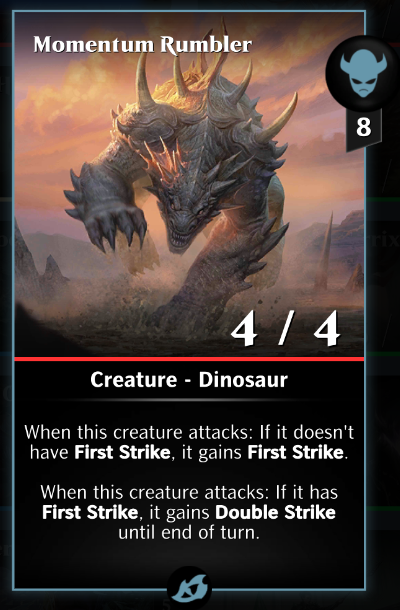 Momentum Rumbler
8
4 / 4
Creature - Dinosaur
When this creature attacks: If it doesn't
have First Strike, it gains First Strike.
When this creature attacks: If it has
First Strike, it gains Double Strike
until end of turn.